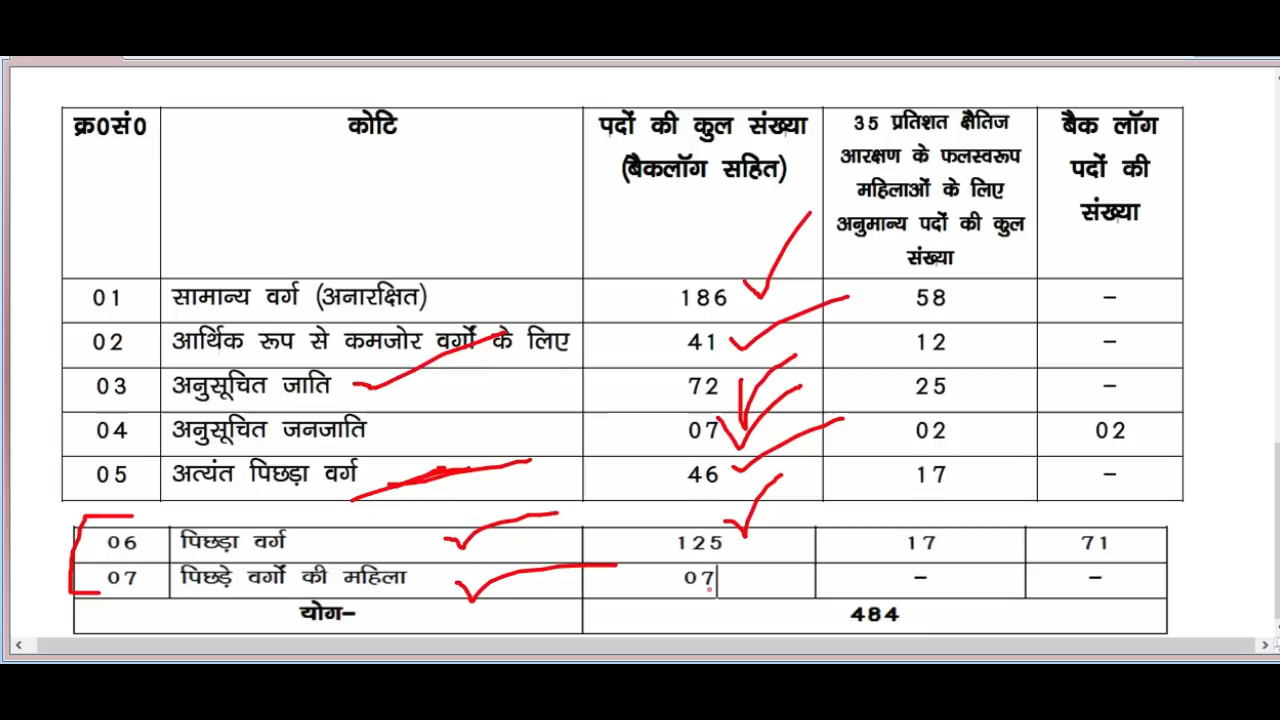 क्र0सं0 कोटि पदों की कुल संख्या (बैकलॉग सहित) 35 प्रतिशत क्षैतिज आरक्षण के फलस्वरूप महिलाओं के लिए अनुमान्य पदों की कुल संख्या बैक लॉग पदों की संख्या
01 सामान्य वर्ग (अनारक्षित) 186 58 –
02 आर्थिक रूप से कमजोर वर्गों के लिए 41 12 –
03 अनुसूचित जाति 72 25 –
04 अनुसूचित जनजाति 07 02 02
05 अत्यंत पिछड़ा वर्ग 46 17 –
06 पिछड़ा वर्ग 125 17 71
07 पिछड़े वर्गों की महिला 07 – –
योग– 484